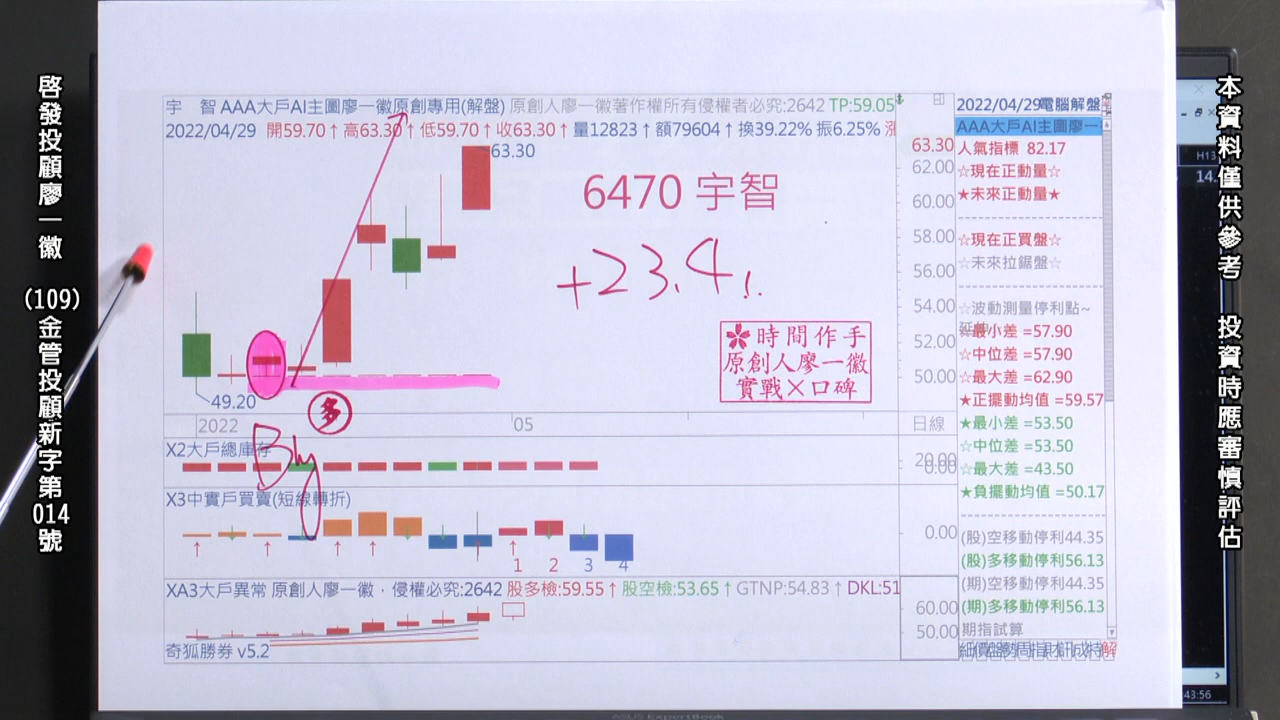 啓發投顧廖一徽 (109)金管投顧新字第014號
本資料僅供參考 投資時應審慎評估
宇 智 AAA大戶AI主圖廖一徽原創專用(解盤) 原創人廖一徽著作權所有侵權者必究:2642 TP:59.05
2022/04/29 開59.70↑高63.30↑低59.70↑收63.30↑量12823↑額79604↑換39.22% 振6.25%
63.30
6470 宇智
+23.4!.
時間作手
原創人廖一徽
實戰×口碑
49.20
多
Buy
63.30
62.00
60.00
58.00
56.00
54.00
52.00
50.00
2022
05
日線
X2大戶總庫存
20.00
0.00
X3中實戶買賣(短線轉折)
0.00
1 2 3 4
XA3大戶異常 原創人廖一徽．侵權必究:2642 股多檢:59.55↑股空檢:53.65↑GTNP:54.83↑DKL:51
60.00
50.00
奇狐勝券 v5.2
2022/04/29電腦解盤
AAA大戶AI主圖廖一
人氣指標 82.17
☆現在正動量☆
★未來正動量★
☆現在正買盤☆
☆未來拉鋸盤☆
☆波動測量停利點~
最小差 =57.90
☆中位差 =57.90
☆最大差 =62.90
★正擺動均值 =59.57
★最小差 =53.50
☆中位差 =53.50
☆最大差 =43.50
★負擺動均值 =50.17
(股)空移動停利44.35
(股)多移動停利56.13
(期)空移動停利44.35
(期)多移動停利56.13
期指試算
H13
14.
43:56
ASUS ExpertBook